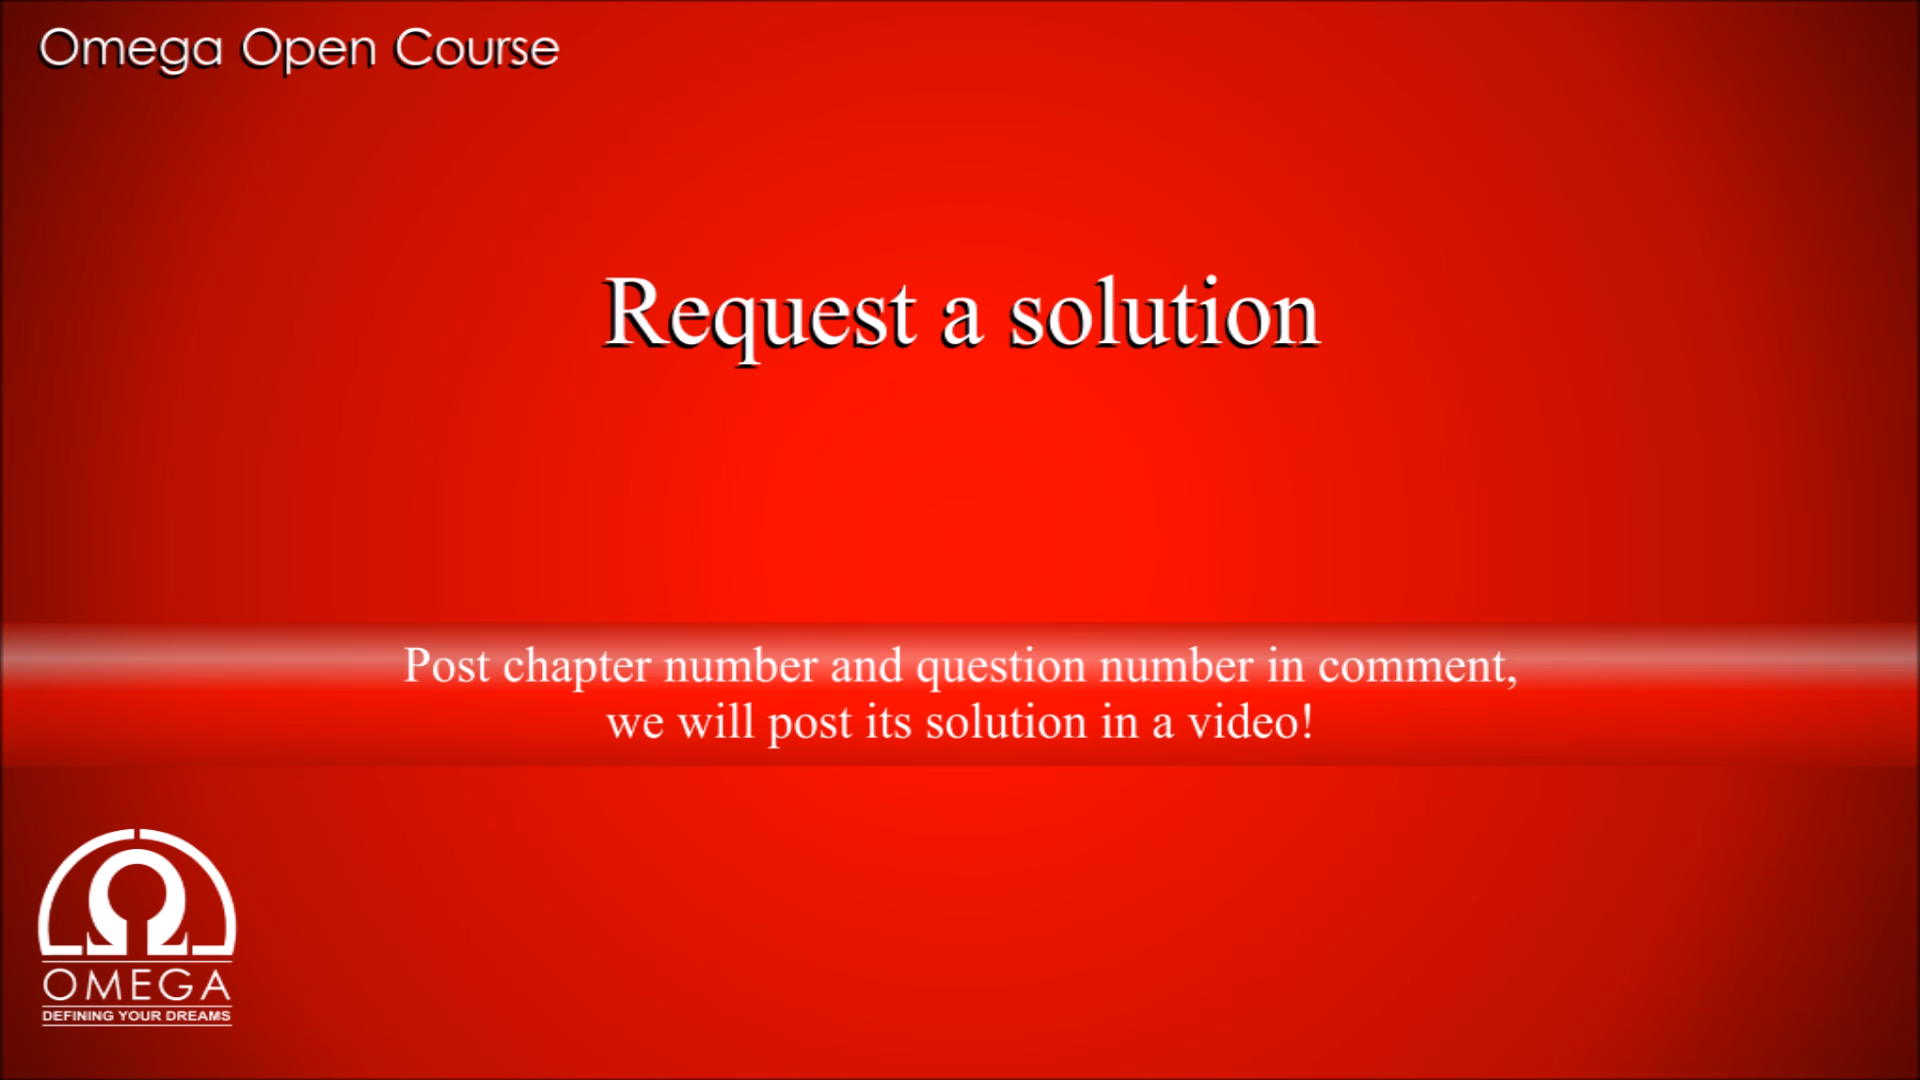 Omega Open Course
Request a solution
Post chapter number and question number in comment,
we will post its solution in a video!
Ω
OMEGA
DEFINING YOUR DREAMS